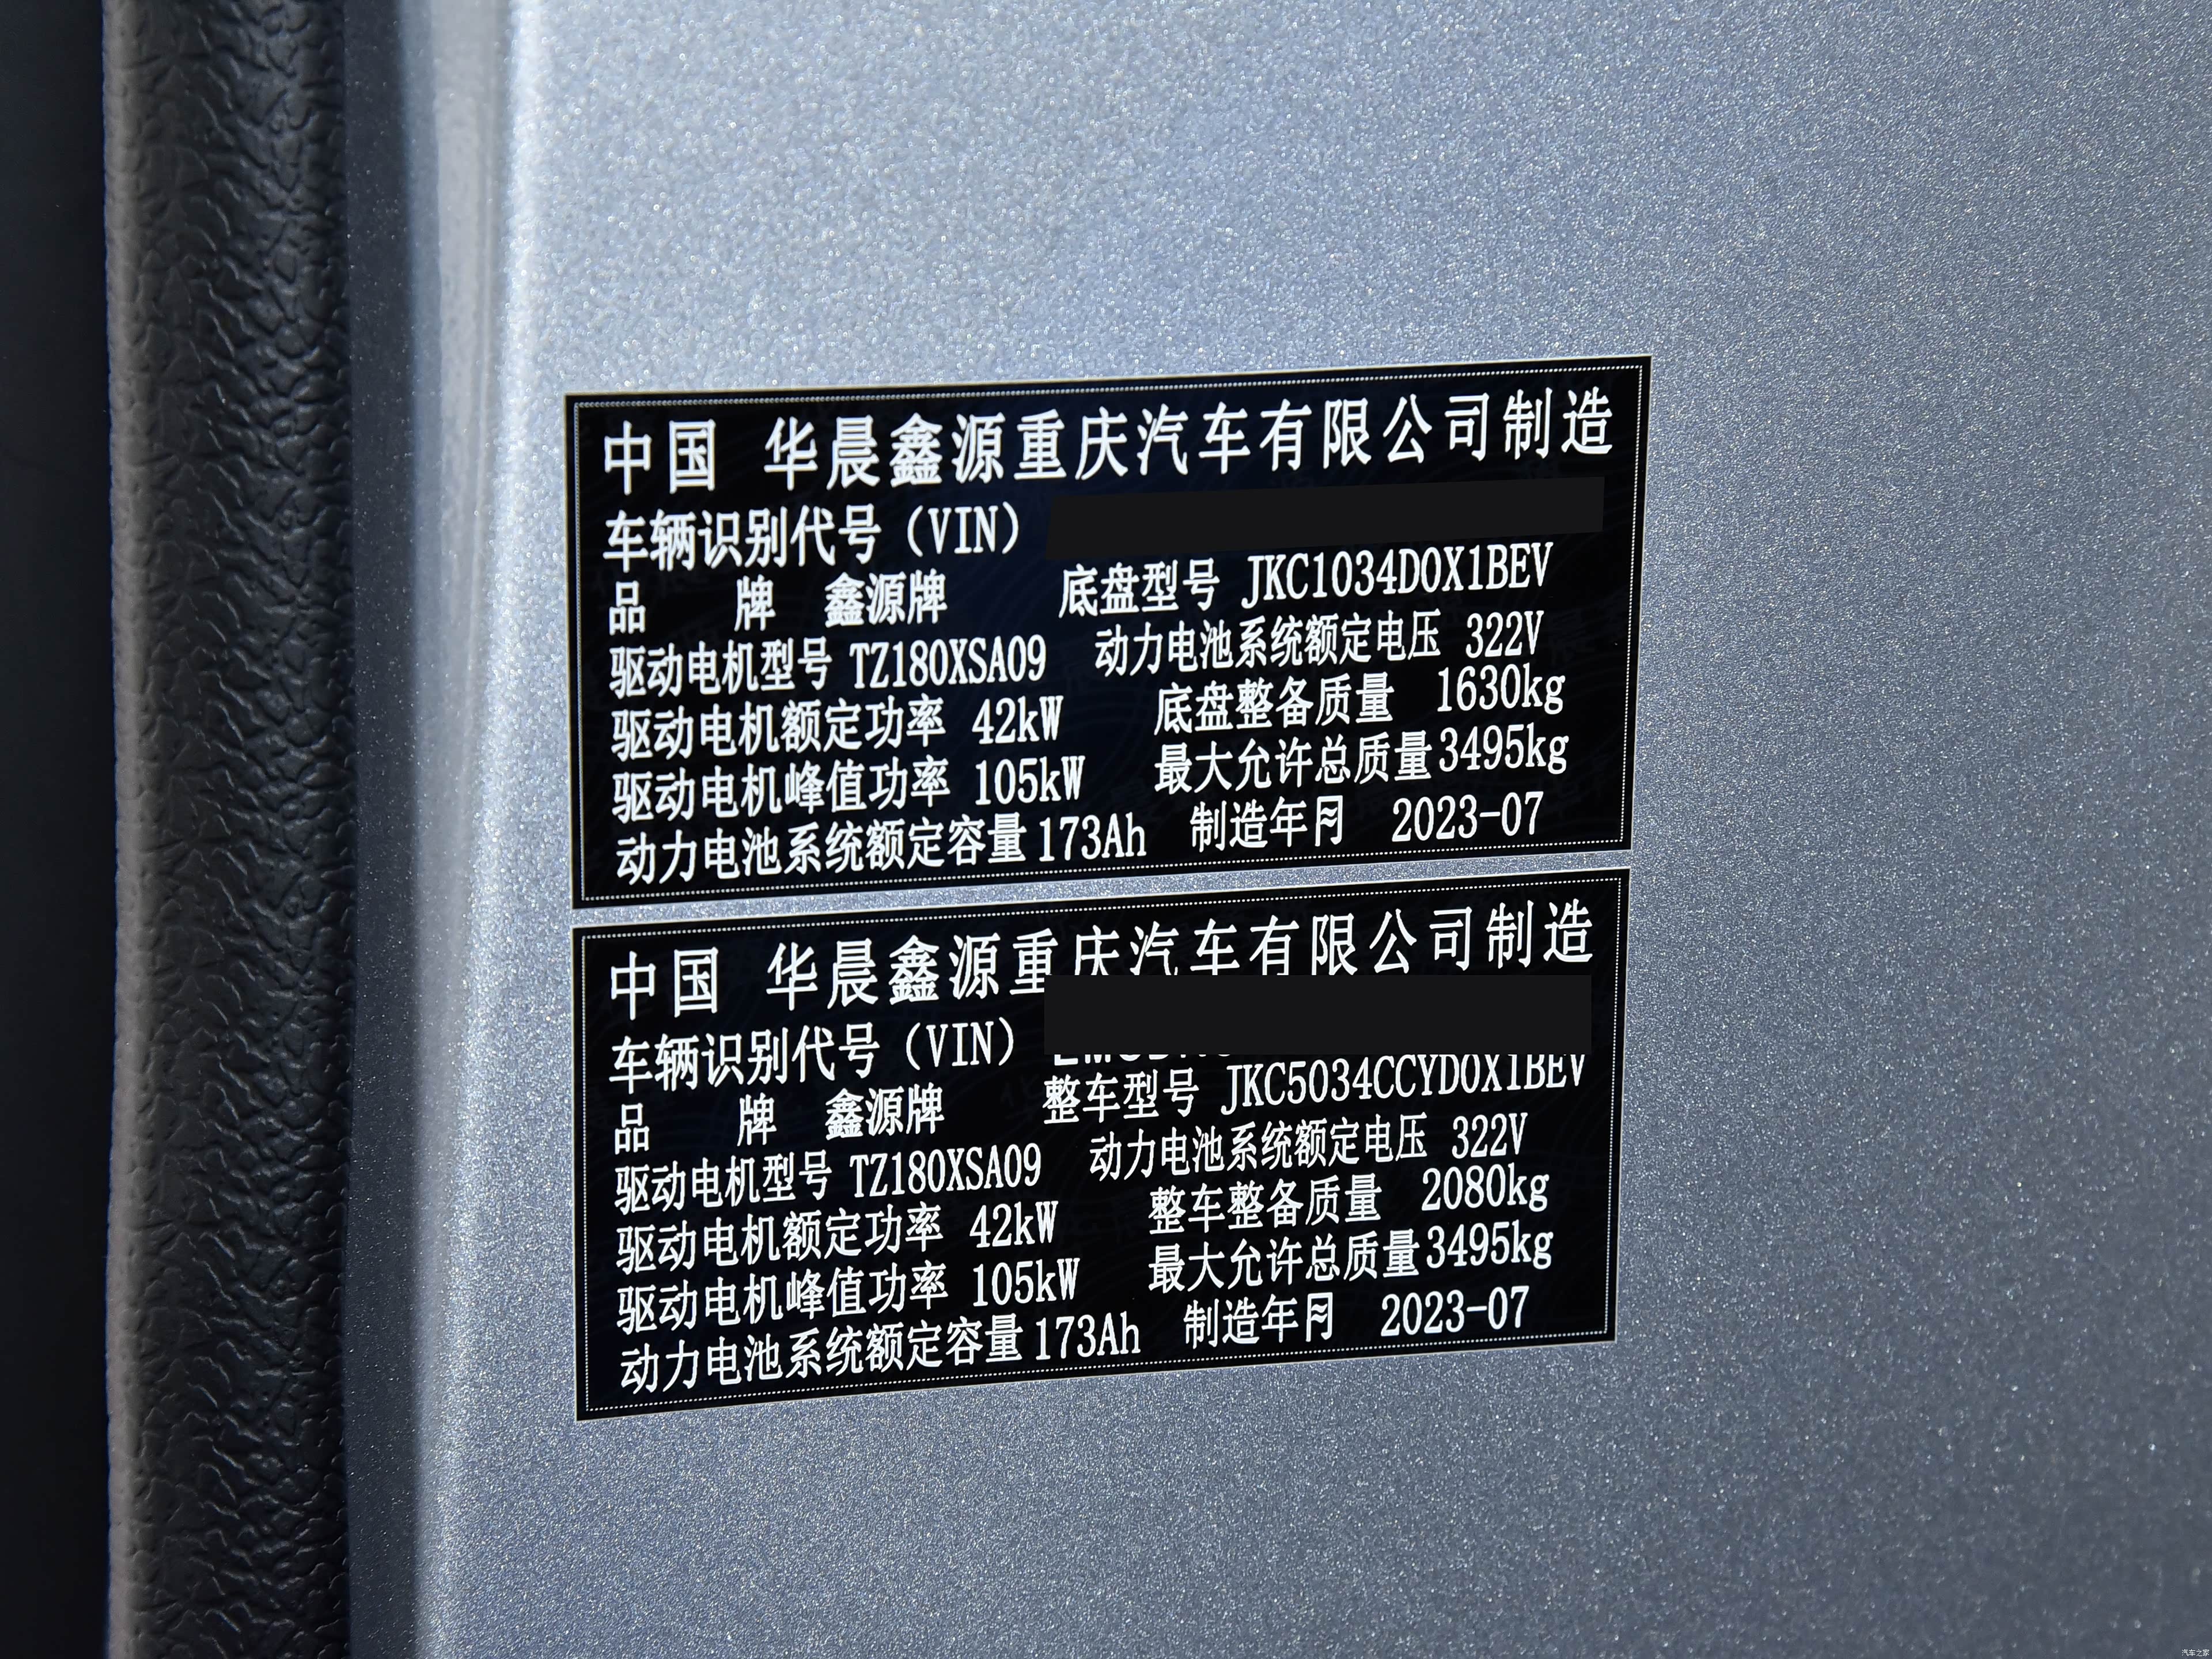 中国 华晨鑫源重庆汽车有限公司制造
车辆识别代号（VIN）
品 牌 鑫源牌 底盘型号 JKC1034D0X1BEV
驱动电机型号 TZ180XSA09 动力电池系统额定电压 322V
驱动电机额定功率 42kW 底盘整备质量 1630kg
驱动电机峰值功率 105kW 最大允许总质量 3495kg
动力电池系统额定容量 173Ah 制造年月 2023-07
中国 华晨鑫源重庆汽车有限公司制造
车辆识别代号（VIN）
品 牌 鑫源牌 整车型号 JKC5034CCYD0X1BEV
驱动电机型号 TZ180XSA09 动力电池系统额定电压 322V
驱动电机额定功率 42kW 整车整备质量 2080kg
驱动电机峰值功率 105kW 最大允许总质量 3495kg
动力电池系统额定容量 173Ah 制造年月 2023-07
汽车之家